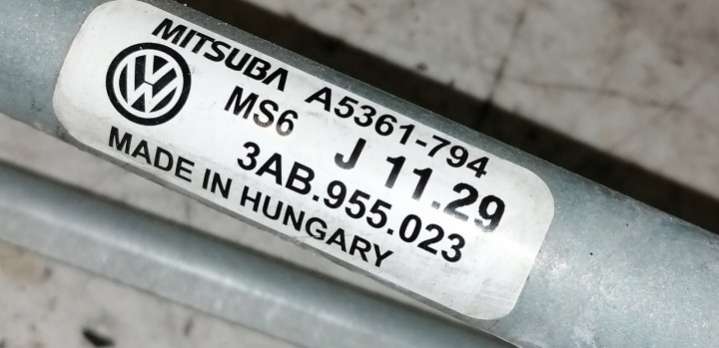 MITSUBA A5361-794
MS6 J 11.29
3AB.955.023
MADE IN HUNGARY